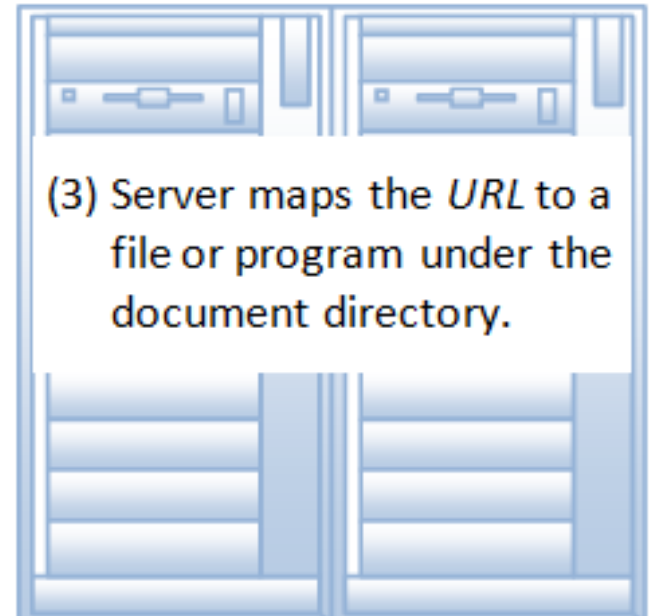 (3) Server maps the URL to a
file or program under the
document directory.